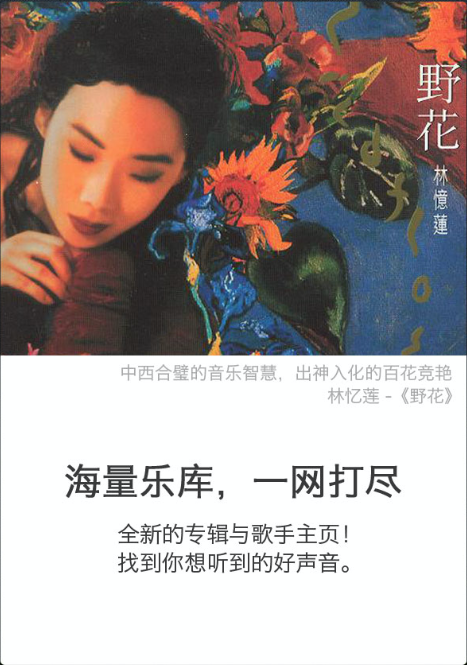 野花
林憶蓮
中西合璧的音乐智慧，出神入化的百花竞艳
林忆莲 -《野花》
海量乐库，一网打尽
全新的专辑与歌手主页！
找到你想听到的好声音。